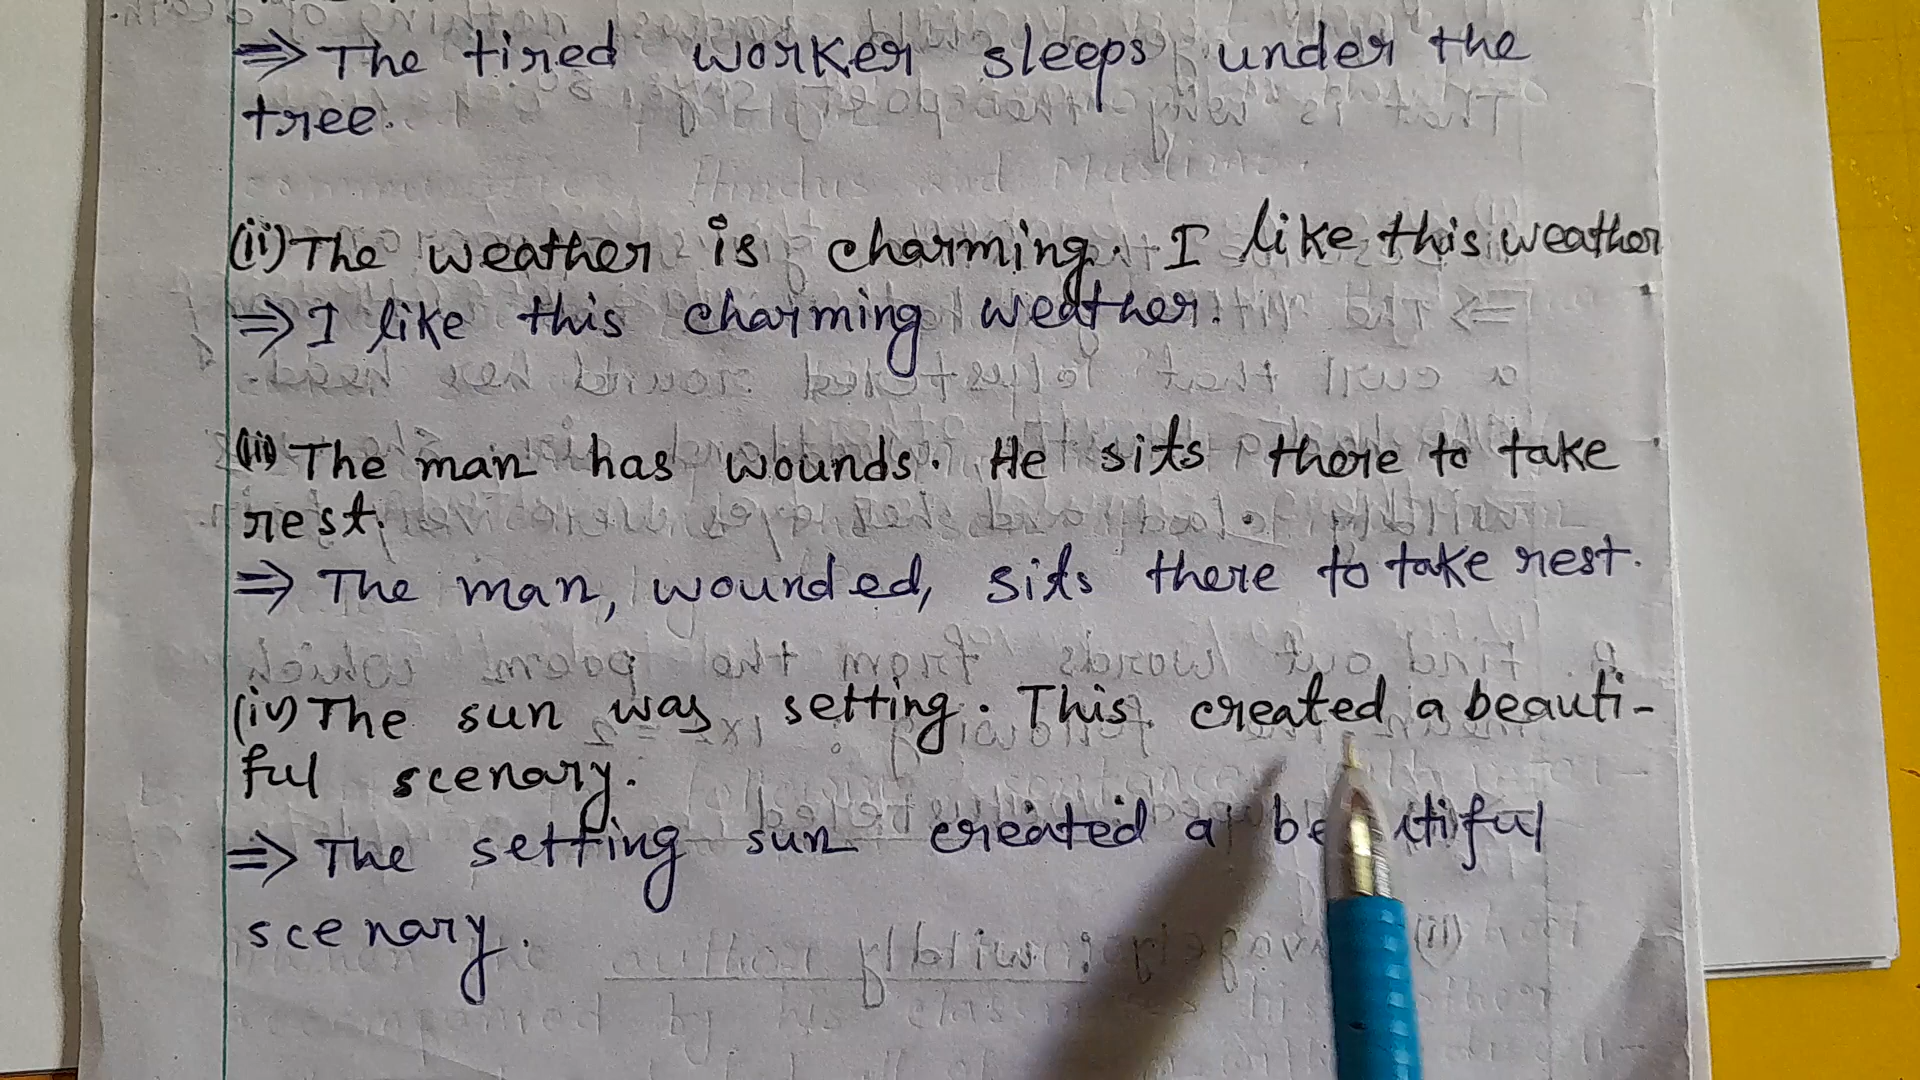 ⇒ The tired worker sleeps under the
tree.
(ii) The weather is charming. I like this weather
⇒ I like this charming weather.
(iii) The man has wounds. He sits there to take
rest.
⇒ The man, wounded, sits there to take rest.
(iv) The sun was setting. This created a beauti-
ful scenary.
⇒ The setting sun created a beautiful
scenary.